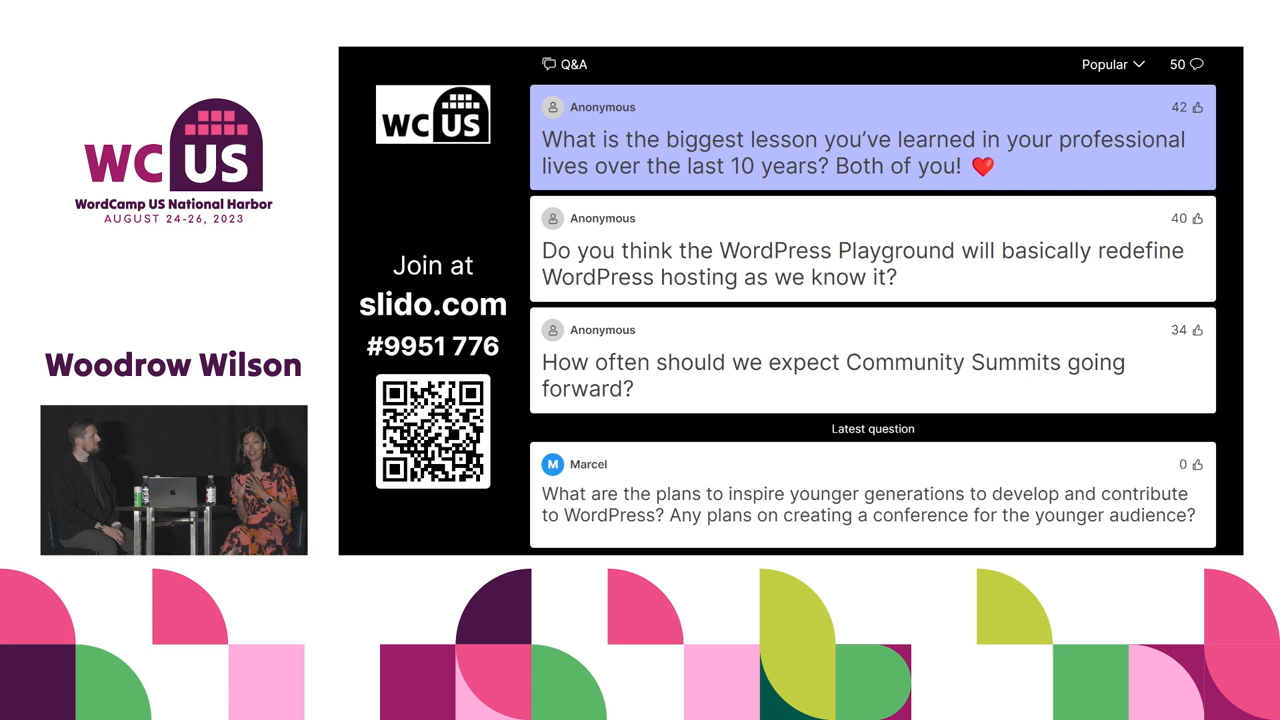 WC US
WordCamp US National Harbor
AUGUST 24-26, 2023
Woodrow Wilson
WC US
Join at
slido.com
#9951 776
Q&A
Popular
50
Anonymous
42
What is the biggest lesson you’ve learned in your professional
lives over the last 10 years? Both of you! ❤️
Anonymous
40
Do you think the WordPress Playground will basically redefine
WordPress hosting as we know it?
Anonymous
34
How often should we expect Community Summits going
forward?
Latest question
M Marcel
0
What are the plans to inspire younger generations to develop and contribute
to WordPress? Any plans on creating a conference for the younger audience?